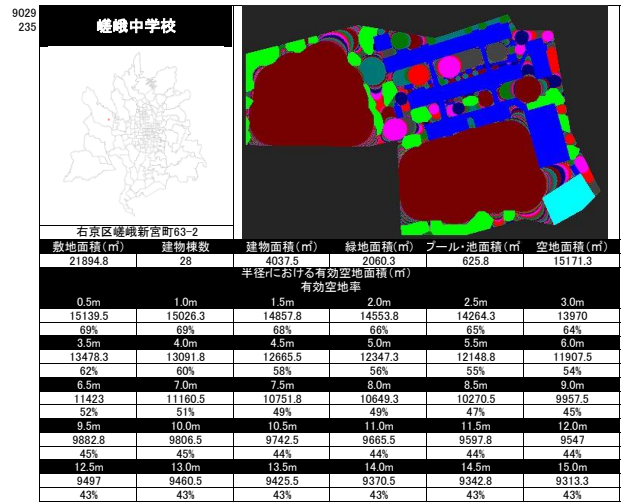 9029
235
嵯峨中学校
右京区嵯峨新宮町63-2
敷地面積(㎡) 建物棟数 建物面積(㎡) 緑地面積(㎡) プール・池面積(㎡ 空地面積(㎡)
21894.8 28 4037.5 2060.3 625.8 15171.3
半径rにおける有効空地面積(㎡)
有効空地率
0.5m 1.0m 1.5m 2.0m 2.5m 3.0m
15139.5 15026.3 14857.8 14553.8 14264.3 13970
69% 69% 68% 66% 65% 64%
3.5m 4.0m 4.5m 5.0m 5.5m 6.0m
13478.3 13091.8 12665.5 12347.3 12148.8 11907.5
62% 60% 58% 56% 55% 54%
6.5m 7.0m 7.5m 8.0m 8.5m 9.0m
11423 11160.5 10751.8 10649.3 10270.5 9957.5
52% 51% 49% 49% 47% 45%
9.5m 10.0m 10.5m 11.0m 11.5m 12.0m
9882.8 9806.5 9742.5 9665.5 9597.8 9547
45% 45% 44% 44% 44% 44%
12.5m 13.0m 13.5m 14.0m 14.5m 15.0m
9497 9460.5 9425.5 9370.5 9342.8 9313.3
43% 43% 43% 43% 43% 43%